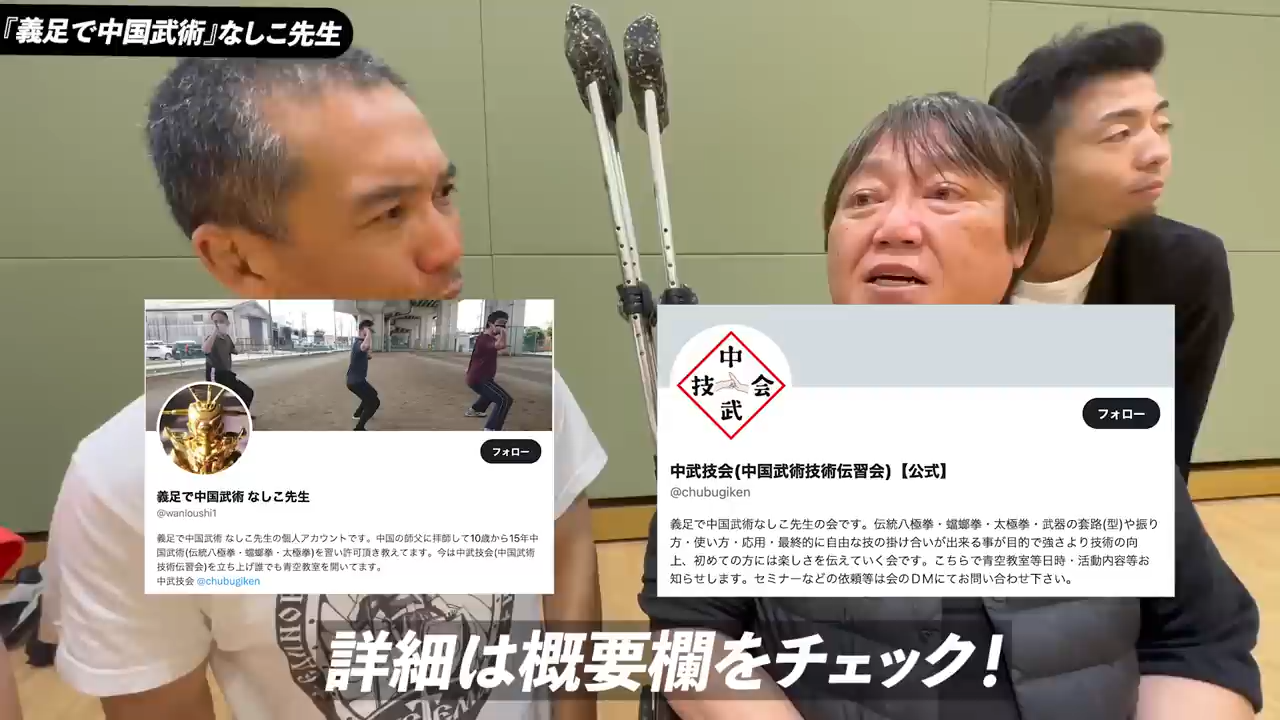 『義足で中国武術』なしこ先生
フォロー
義足で中国武術 なしこ先生
@wanloushi1
義足で中国武術 なしこ先生の個人アカウントです。中国の師父に拝師して10歳から15年中
国武術(伝統八極拳・蟷螂拳・太極拳)を習い許可頂き教えてます。今は中武技会(中国武術
技術伝習会)を立ち上げ誰でも青空教室を開いてます。
中武技会 @chubugiken
中
技 会
武
フォロー
中武技会(中国武術技術伝習会)【公式】
@chubugiken
義足で中国武術なしこ先生の会です。伝統八極拳・蟷螂拳・太極拳・武器の套路(型)や振り
方・使い方・応用・最終的に自由な技の掛け合いが出来る事が目的で強さより技術の向
上、初めての方には楽しさを伝えていく会です。こちらで青空教室等日時・活動内容等お
知らせします。セミナーなどの依頼等は会のDMにてお問い合わせ下さい。
詳細は概要欄をチェック！